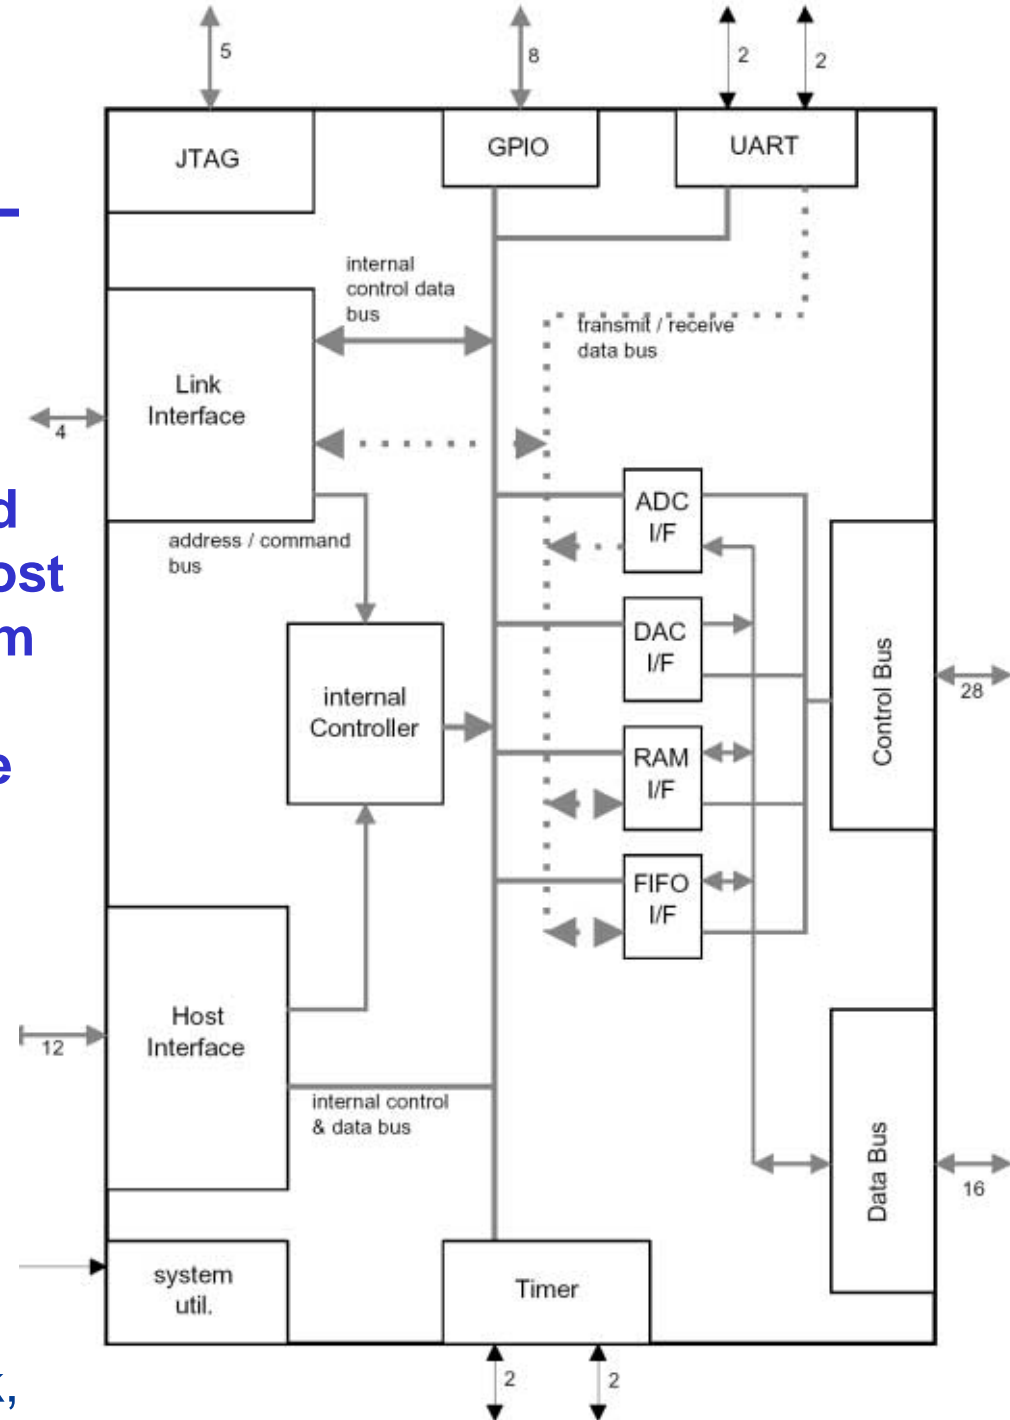 5
8
2
2
JTAG
GPIO
UART
internal
control data
bus
transmit / receive
data bus
Link
Interface
4
d
ost
m
e
address / command
bus
ADC
I/F
DAC
I/F
internal
Controller
RAM
I/F
FIFO
I/F
Control Bus
28
Host
Interface
12
internal control
& data bus
Data Bus
16
system
util.
Timer
2
2
,